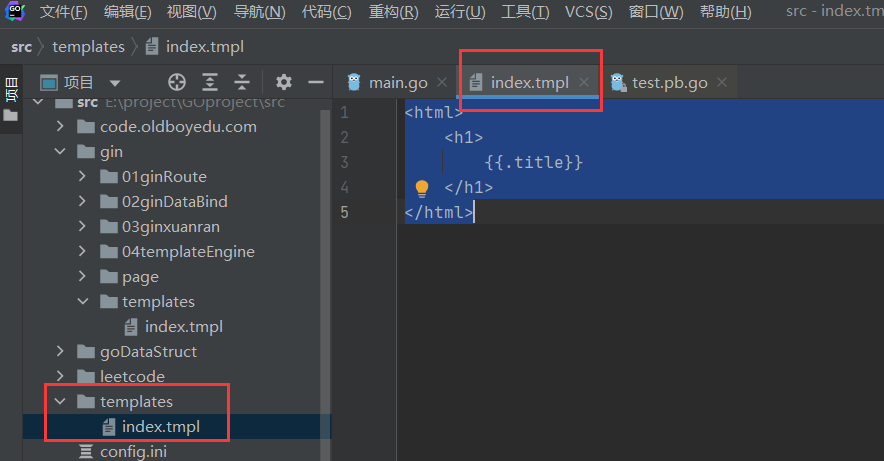 GO 文件(F) 编辑(E) 视图(V) 导航(N) 代码(C) 重构(R) 运行(U) 工具(T) VCS(S) 窗口(W) 帮助(H) src - index.tm
src templates index.tmpl
项目 项目 main.go index.tmpl test.pb.go
src E:\project\GOproject\src
code.oldboyedu.com
gin
01ginRoute
02ginDataBind
03ginxuanran
04templateEngine
page
templates
index.tmpl
goDataStruct
leetcode
templates
index.tmpl
config.ini
1 <html>
2 <h1>
3 {{.title}}
4 </h1>
5 </html>